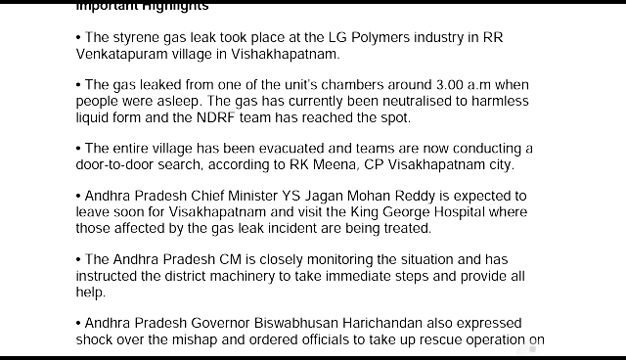 Important Highlights
• The styrene gas leak took place at the LG Polymers industry in RR
Venkatapuram village in Vishakhapatnam.
• The gas leaked from one of the unit's chambers around 3.00 a.m when
people were asleep. The gas has currently been neutralised to harmless
liquid form and the NDRF team has reached the spot.
• The entire village has been evacuated and teams are now conducting a
door-to-door search, according to RK Meena, CP Visakhapatnam city.
• Andhra Pradesh Chief Minister YS Jagan Mohan Reddy is expected to
leave soon for Visakhapatnam and visit the King George Hospital where
those affected by the gas leak incident are being treated.
• The Andhra Pradesh CM is closely monitoring the situation and has
instructed the district machinery to take immediate steps and provide all
help.
• Andhra Pradesh Governor Biswabhusan Harichandan also expressed
shock over the mishap and ordered officials to take up rescue operation on